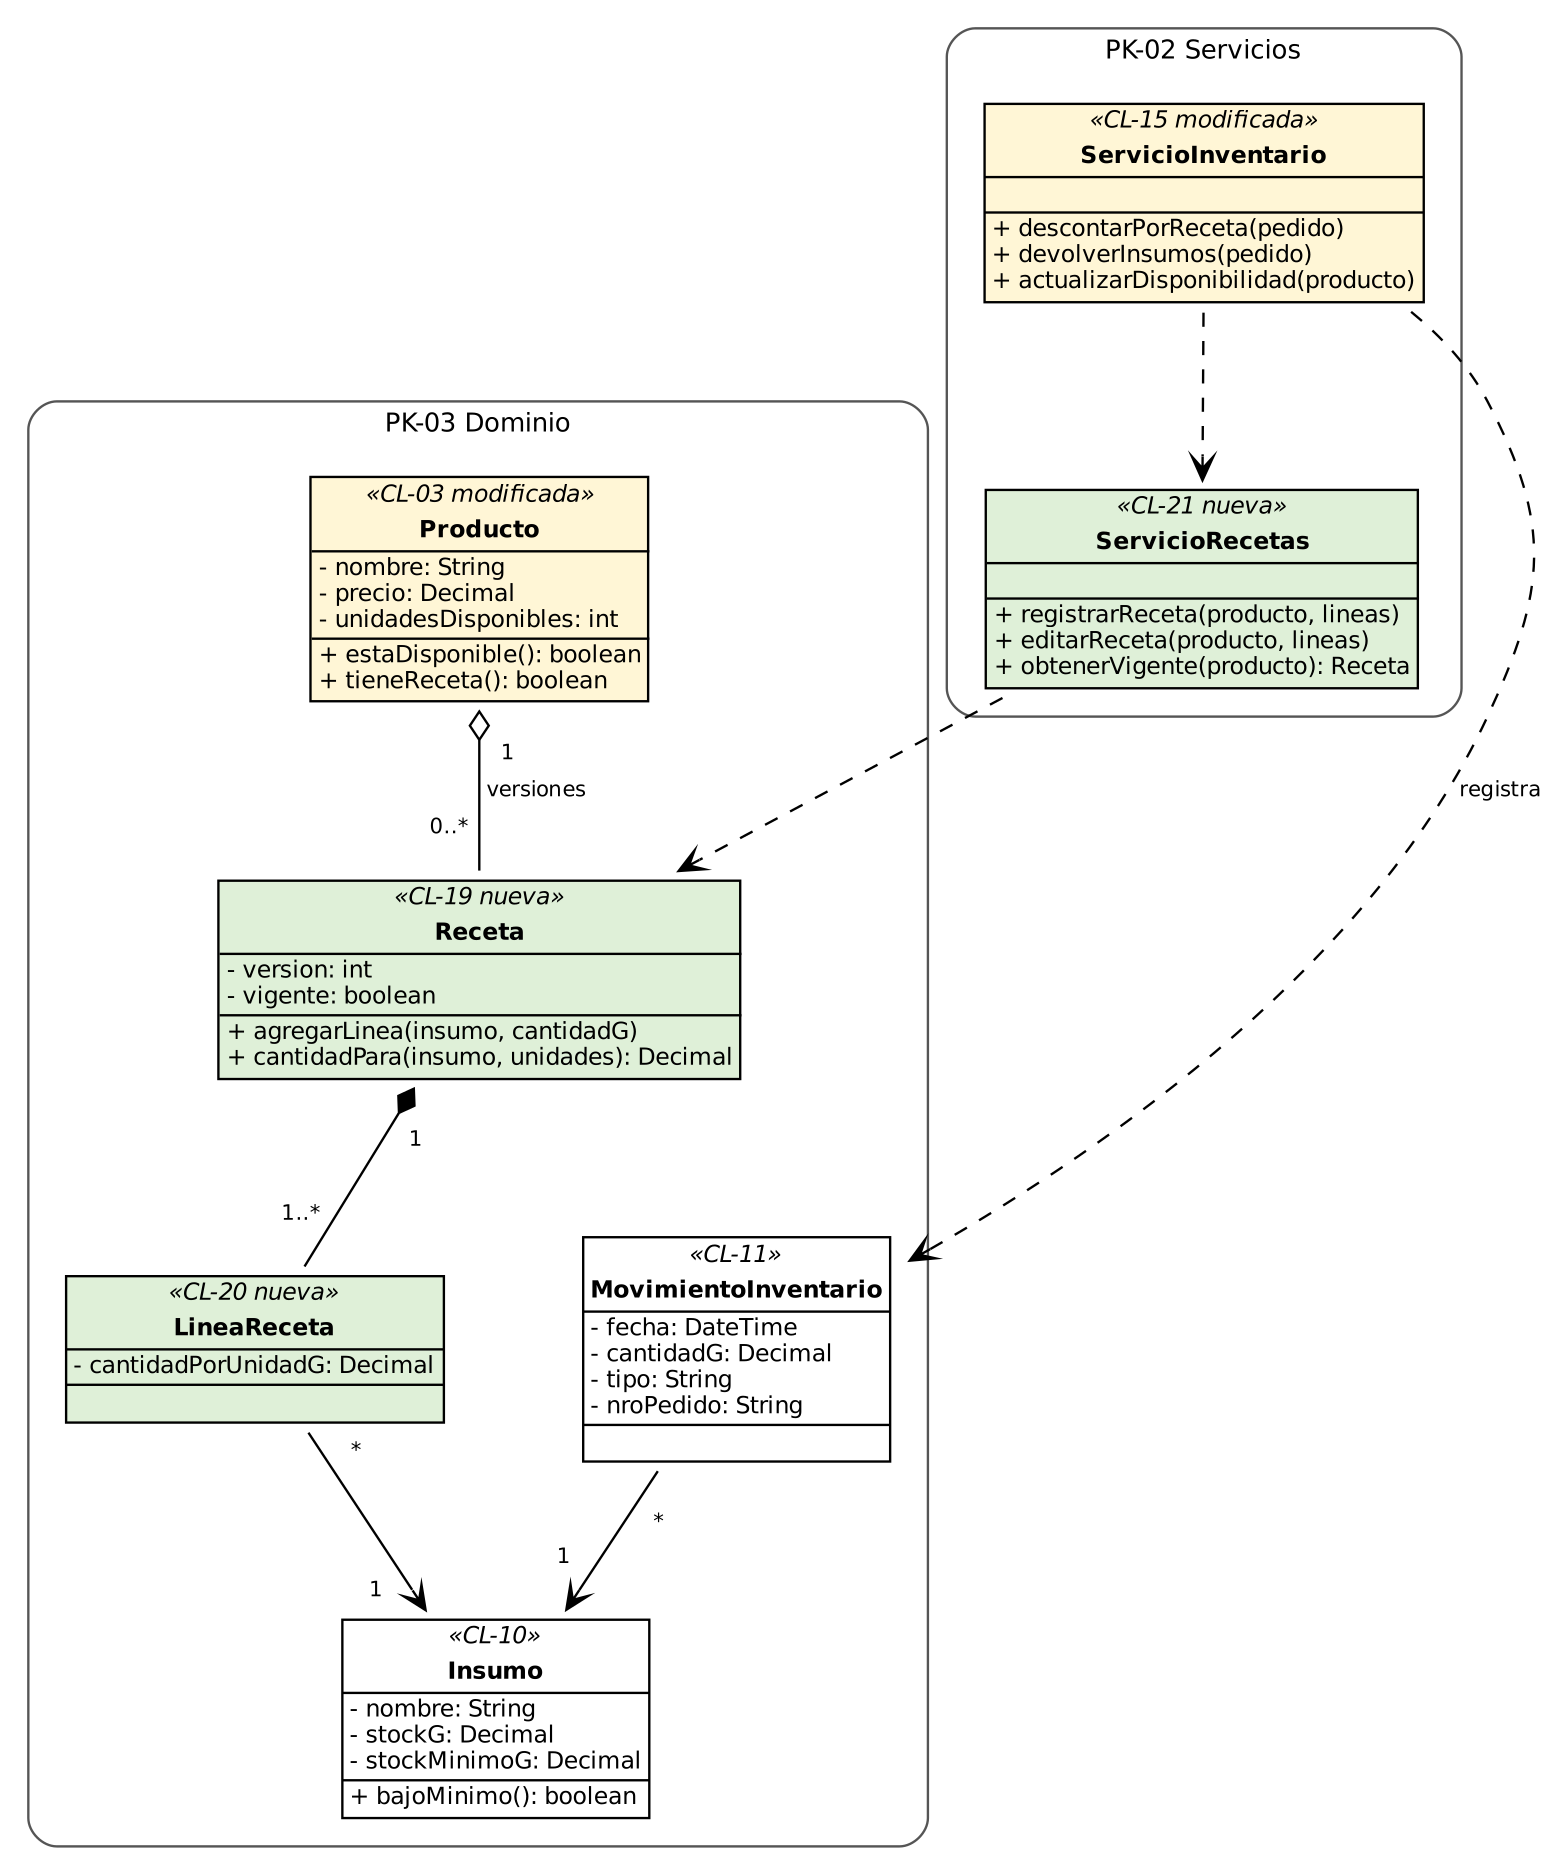 PK-02 Servicios
«CL-15 modificada»
ServicioInventario
+ descontarPorReceta(pedido)
+ devolverInsumos(pedido)
+ actualizarDisponibilidad(producto)
«CL-21 nueva»
ServicioRecetas
+ registrarReceta(producto, lineas)
+ editarReceta(producto, lineas)
+ obtenerVigente(producto): Receta
registra
PK-03 Dominio
«CL-03 modificada»
Producto
- nombre: String
- precio: Decimal
- unidadesDisponibles: int
+ estaDisponible(): boolean
+ tieneReceta(): boolean
1
versiones
0..*
«CL-19 nueva»
Receta
- version: int
- vigente: boolean
+ agregarLinea(insumo, cantidadG)
+ cantidadPara(insumo, unidades): Decimal
1
1..*
«CL-20 nueva»
LineaReceta
- cantidadPorUnidadG: Decimal
*
1
«CL-11»
MovimientoInventario
- fecha: DateTime
- cantidadG: Decimal
- tipo: String
- nroPedido: String
*
1
«CL-10»
Insumo
- nombre: String
- stockG: Decimal
- stockMinimoG: Decimal
+ bajoMinimo(): boolean